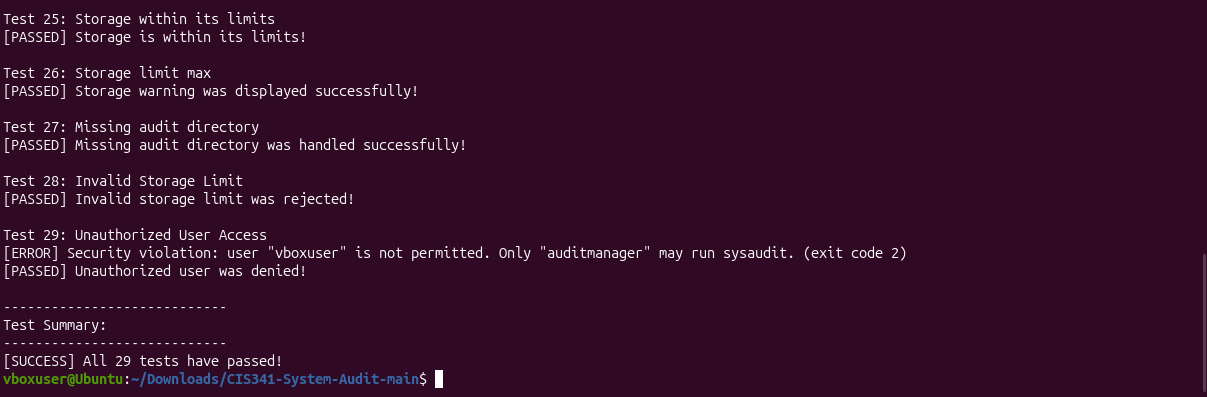 Test 25: Storage within its limits
[PASSED] Storage is within its limits!
Test 26: Storage limit max
[PASSED] Storage warning was displayed successfully!
Test 27: Missing audit directory
[PASSED] Missing audit directory was handled successfully!
Test 28: Invalid Storage Limit
[PASSED] Invalid storage limit was rejected!
Test 29: Unauthorized User Access
[ERROR] Security violation: user "vboxuser" is not permitted. Only "auditmanager" may run sysaudit. (exit code 2)
[PASSED] Unauthorized user was denied!
----------------------------
Test Summary:
----------------------------
[SUCCESS] All 29 tests have passed!
vboxuser@Ubuntu:~/Downloads/CIS341-System-Audit-main$